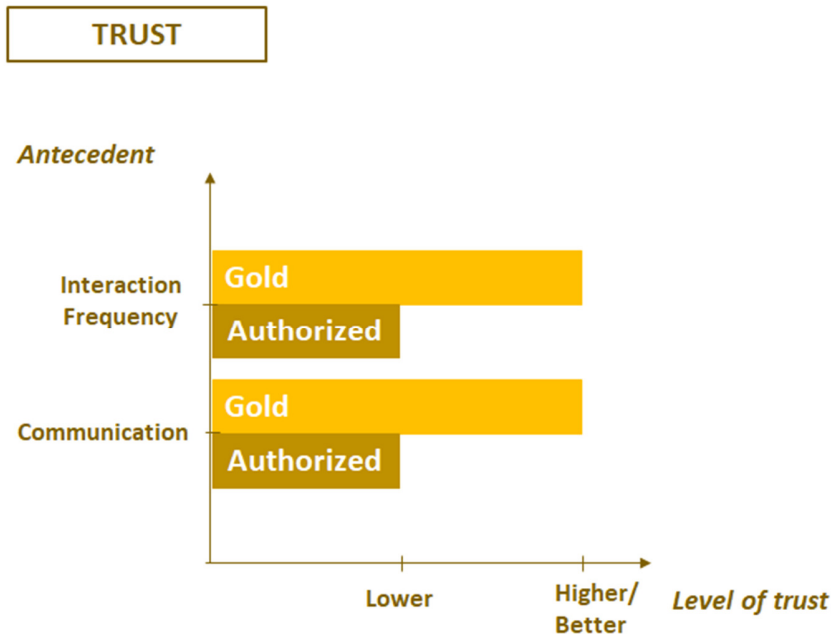 TRUST
Antecedent
Interaction
Frequency
Gold
Authorized
Communication
Gold
Authorized
Lower
Higher/
Better
Level of trust